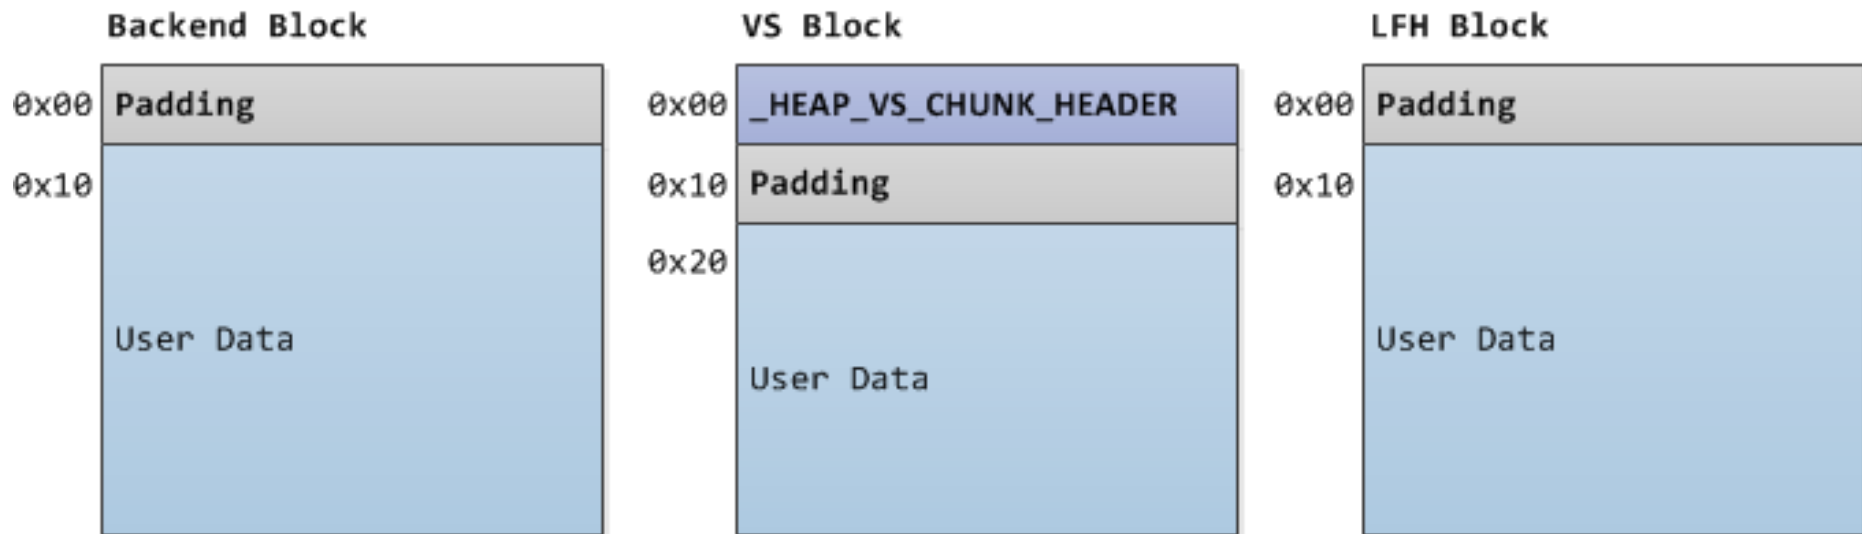 Backend Block
0x00 Padding
0x10
User Data
VS Block
0x00 _HEAP_VS_CHUNK_HEADER
0x10 Padding
0x20
User Data
LFH Block
0x00 Padding
0x10
User Data